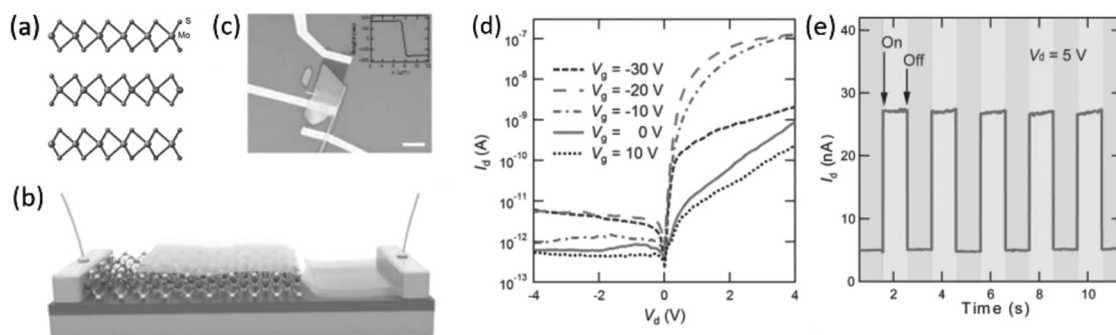 (a)
S
Mo
(b)
(c)
(d)
10⁻⁷
10⁻⁸
10⁻⁹
10⁻¹⁰
10⁻¹¹
10⁻¹²
10⁻¹³
I_d (A)
V_g = -30 V
V_g = -20 V
V_g = -10 V
V_g = 0 V
V_g = 10 V
-4 -2 0 2 4
V_d (V)
(e)
On
Off
V_d = 5 V
40
30
20
10
0
I_d (nA)
2 4 6 8 10
Time (s)